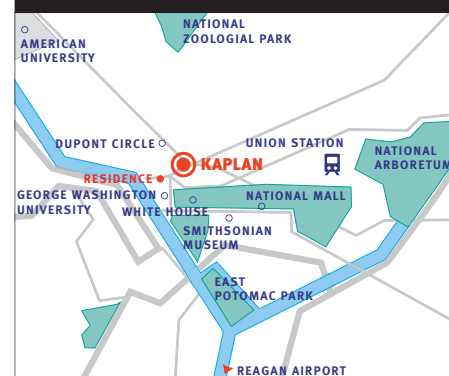 NATIONAL
ZOOLOGIAL PARK
AMERICAN
UNIVERSITY
DUPONT CIRCLE
UNION STATION
KAPLAN
NATIONAL
ARBORETUM
RESIDENCE
GEORGE WASHINGTON
UNIVERSITY
WHITE HOUSE
NATIONAL MALL
SMITHSONIAN
MUSEUM
EAST
POTOMAC PARK
REAGAN AIRPORT